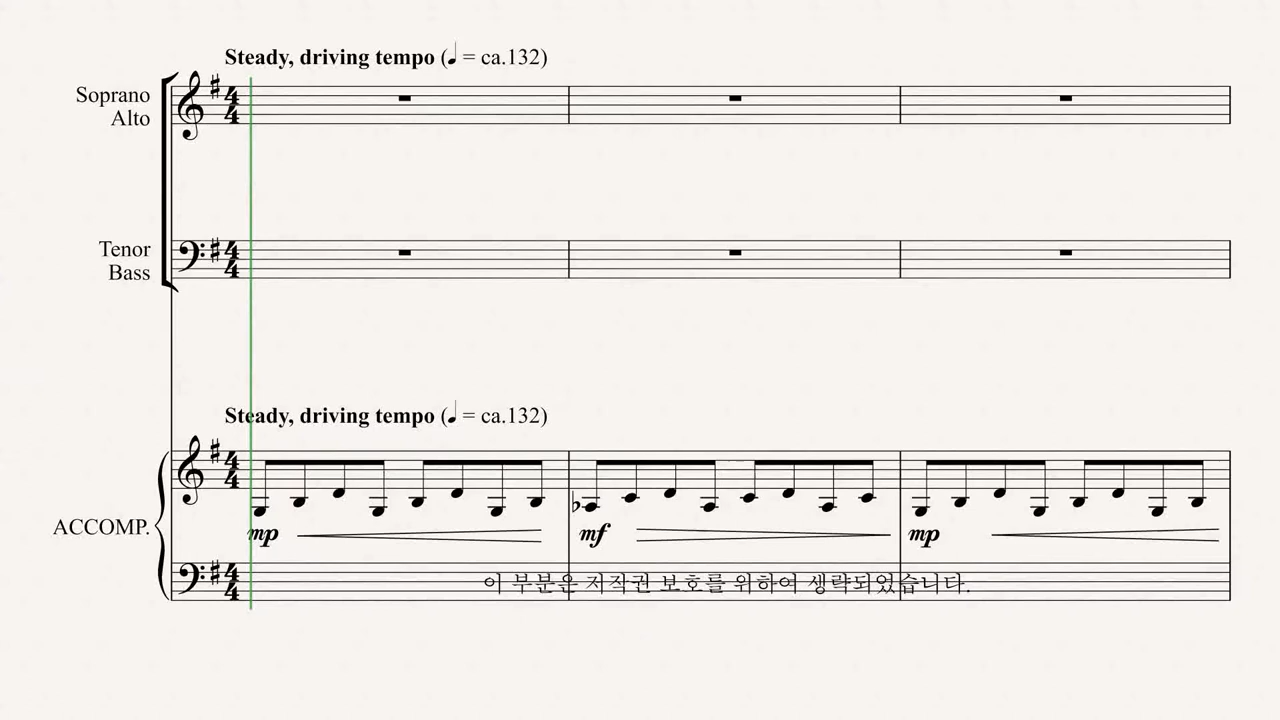 Steady, driving tempo (♩ = ca.132)
Soprano
Alto
Tenor
Bass
Steady, driving tempo (♩ = ca.132)
ACCOMP.
mp mf mp
이 부분은 저작권 보호를 위하여 생략되었습니다.